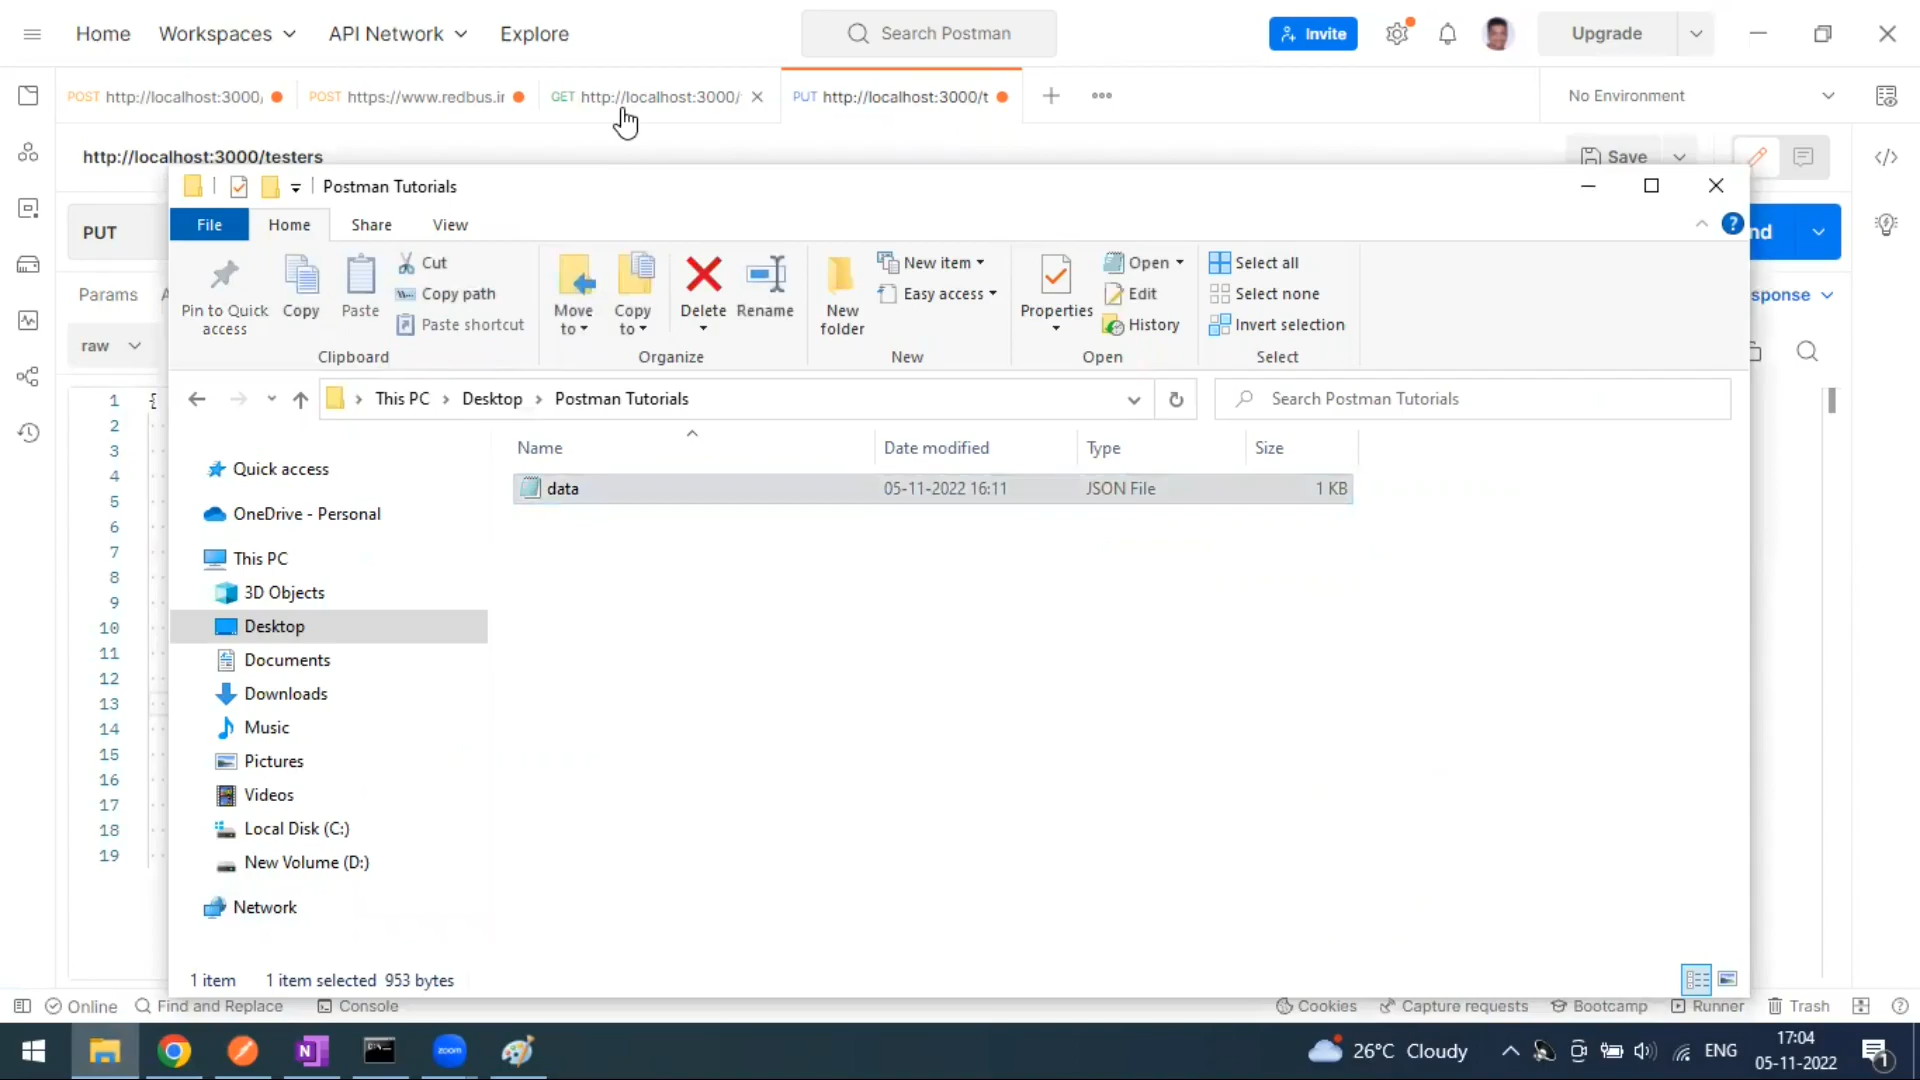 Home Workspaces API Network Explore Search Postman Invite Upgrade
POST http://localhost:3000/ POST https://www.redbus.ir GET http://localhost:3000/ PUT http://localhost:3000/t No Environment
http://localhost:3000/testers Save
Postman Tutorials
PUT nd
File Home Share View
Params A sponse
Pin to Quick access Copy Paste Cut Copy path Paste shortcut
Move to Copy to Delete Rename New folder New item Easy access
Properties Open Edit History Select all Select none Invert selection
Clipboard Organize New Open Select
raw
This PC Desktop Postman Tutorials Search Postman Tutorials
Name Date modified Type Size
data 05-11-2022 16:11 JSON File 1 KB
Quick access
OneDrive - Personal
This PC
3D Objects
Desktop
Documents
Downloads
Music
Pictures
Videos
Local Disk (C:)
New Volume (D:)
Network
1 {
2
3
4
5
6
7
8
9
10
11
12
13
14
15
16
17
18
19
1 item 1 item selected 953 bytes
Online Find and Replace Console Cookies Capture requests Bootcamp Runner Trash
N zoom 26°C Cloudy ENG 17:04
05-11-2022 1